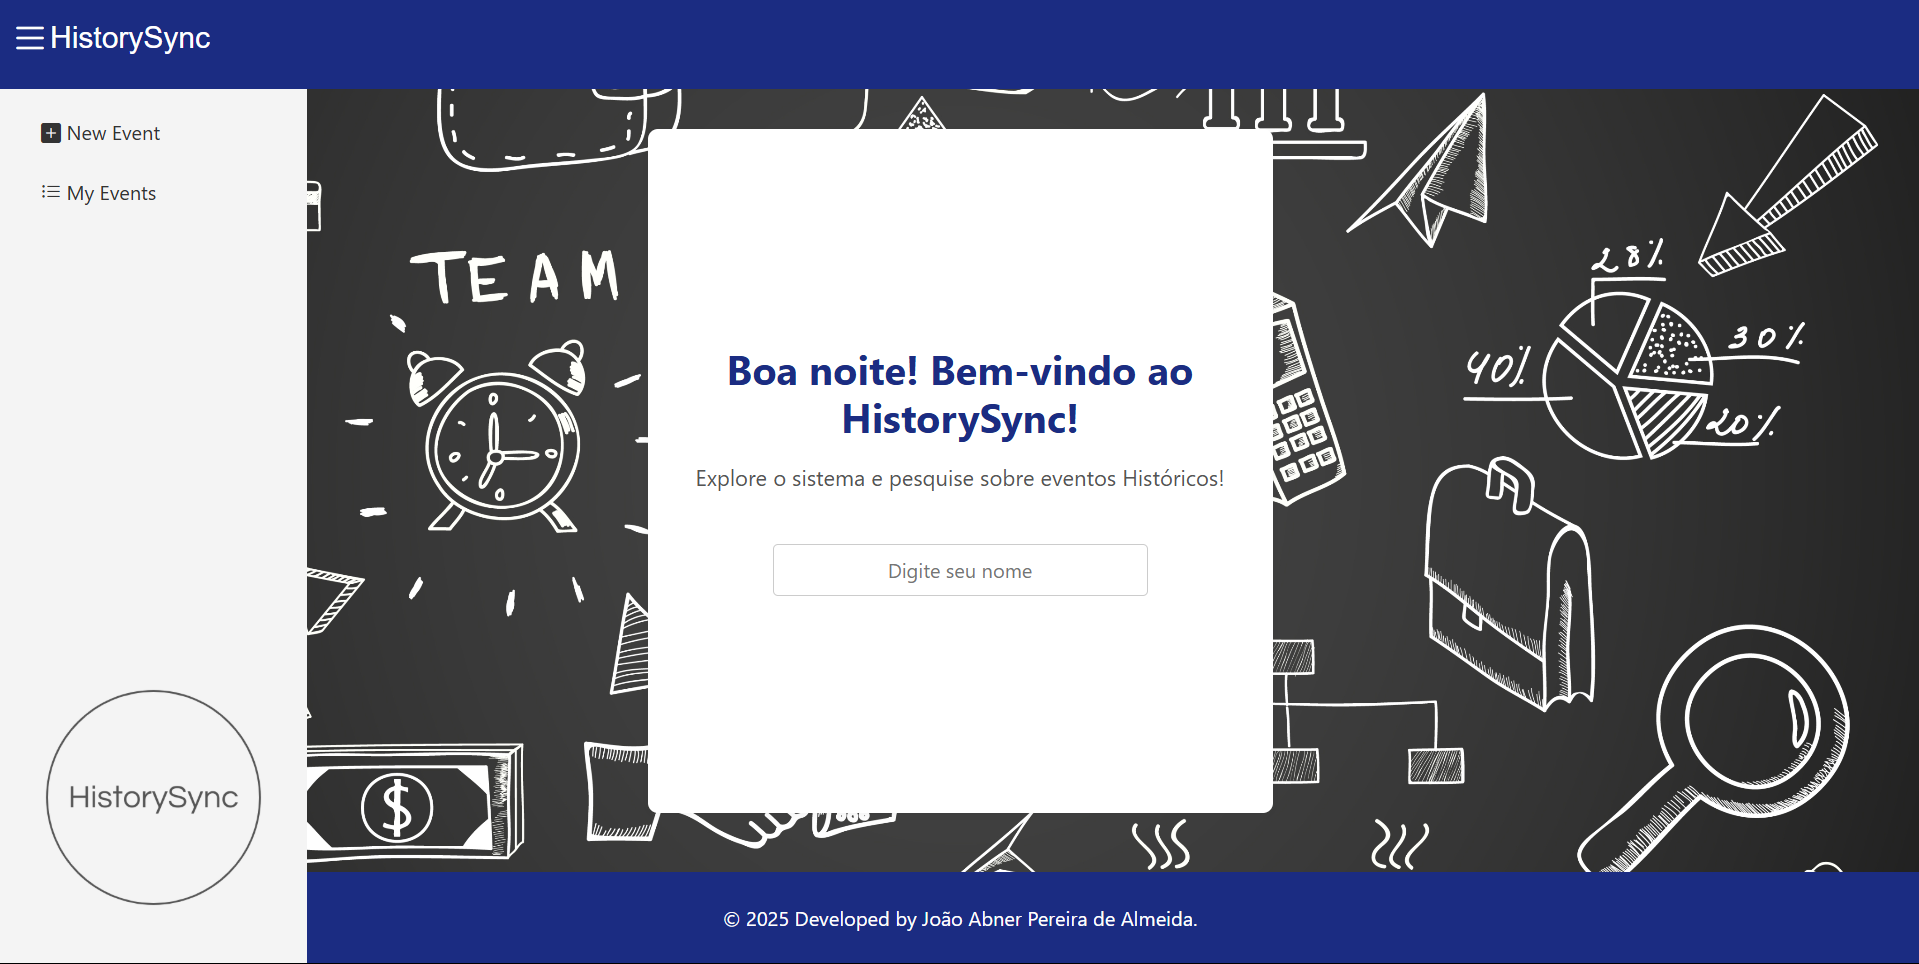 HistorySync
New Event
My Events
TEAM
28%
30%
40%
20%
Boa noite! Bem-vindo ao
HistorySync!
Explore o sistema e pesquise sobre eventos Históricos!
Digite seu nome
HistorySync
$
© 2025 Developed by João Abner Pereira de Almeida.